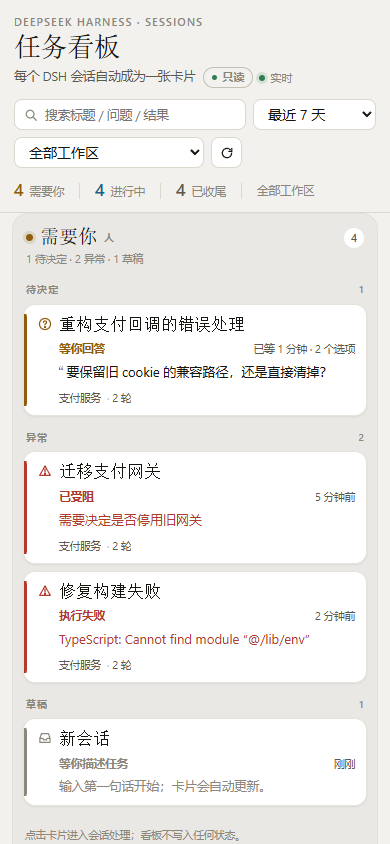 DEEPSEEK HARNESS · SESSIONS
任务看板
每个 DSH 会话自动成为一张卡片 只读 实时
搜索标题 / 问题 / 结果 最近 7 天
全部工作区
4 需要你 4 进行中 4 已收尾 全部工作区
需要你 人 4
1 待决定 · 2 异常 · 1 草稿
待决定 1
重构支付回调的错误处理
等你回答 已等 1 分钟 · 2 个选项
“ 要保留旧 cookie 的兼容路径，还是直接清掉？
支付服务 · 2 轮
异常 2
迁移支付网关
已受阻 5 分钟前
需要决定是否停用旧网关
支付服务 · 2 轮
修复构建失败
执行失败 2 分钟前
TypeScript: Cannot find module “@/lib/env”
支付服务 · 2 轮
草稿 1
新会话
等你描述任务 刚刚
输入第一句话开始；卡片会自动更新。
点击卡片进入会话处理；看板不写入任何状态。